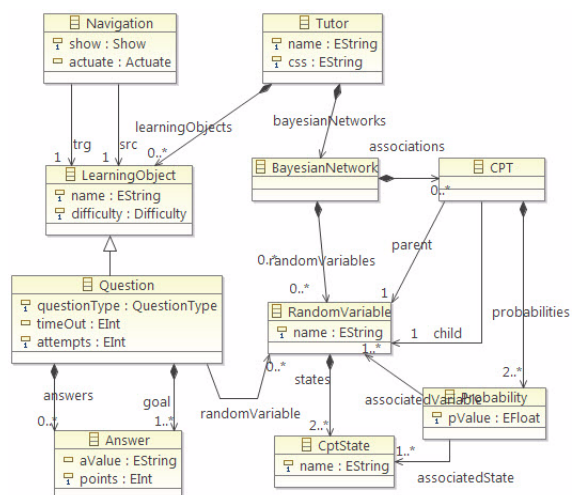 Navigation
show : Show
actuate : Actuate
Tutor
name : EString
css : EString
learningObjects
bayesianNetworks
associations
trg
src
1
1
0..*
LearningObject
name : EString
difficulty : Difficulty
BayesianNetwork
0..*
CPT
0..*
randomVariables
0..*
parent
1
probabilities
Question
questionType : QuestionType
timeOut : EInt
attempts : EInt
RandomVariable
name : EString
1
child
1..*
0..*
randomVariable
answers
goal
0..*
1..*
states
2..*
associatedVariable
2..*
Probability
pValue : EFloat
Answer
aValue : EString
points : EInt
CptState
name : EString
1..*
associatedState